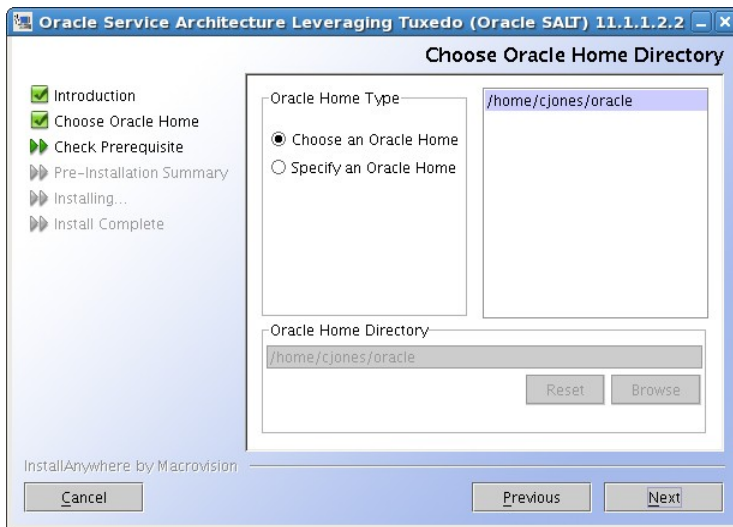 Oracle Service Architecture Leveraging Tuxedo (Oracle SALT) 11.1.1.2.2
Choose Oracle Home Directory
Introduction
Choose Oracle Home
Check Prerequisite
Pre-Installation Summary
Installing...
Install Complete
Oracle Home Type
Choose an Oracle Home
Specify an Oracle Home
/home/cjones/oracle
Oracle Home Directory
/home/cjones/oracle
Reset Browse
InstallAnywhere by Macrovision
Cancel Previous Next